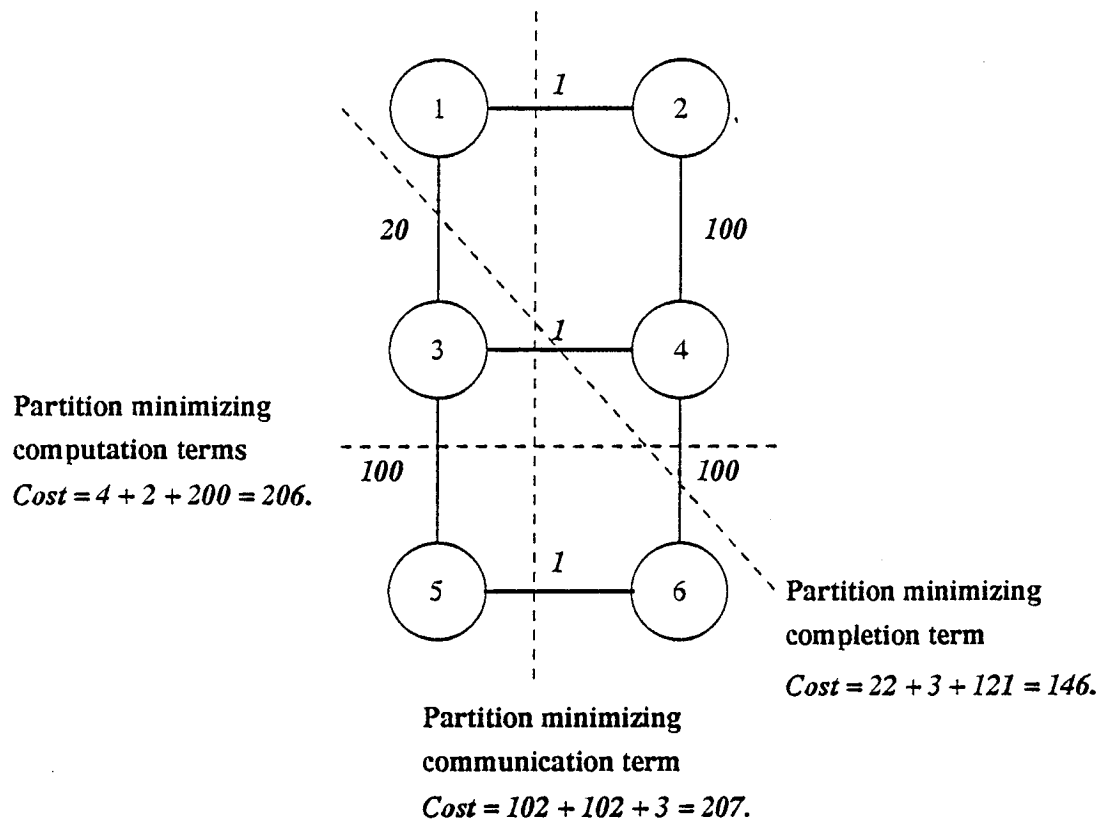 1
1
2
20
100
3
1
4
Partition minimizing
computation terms
Cost = 4 + 2 + 200 = 206.
100
100
5
1
6
Partition minimizing
completion term
Cost = 22 + 3 + 121 = 146.
Partition minimizing
communication term
Cost = 102 + 102 + 3 = 207.